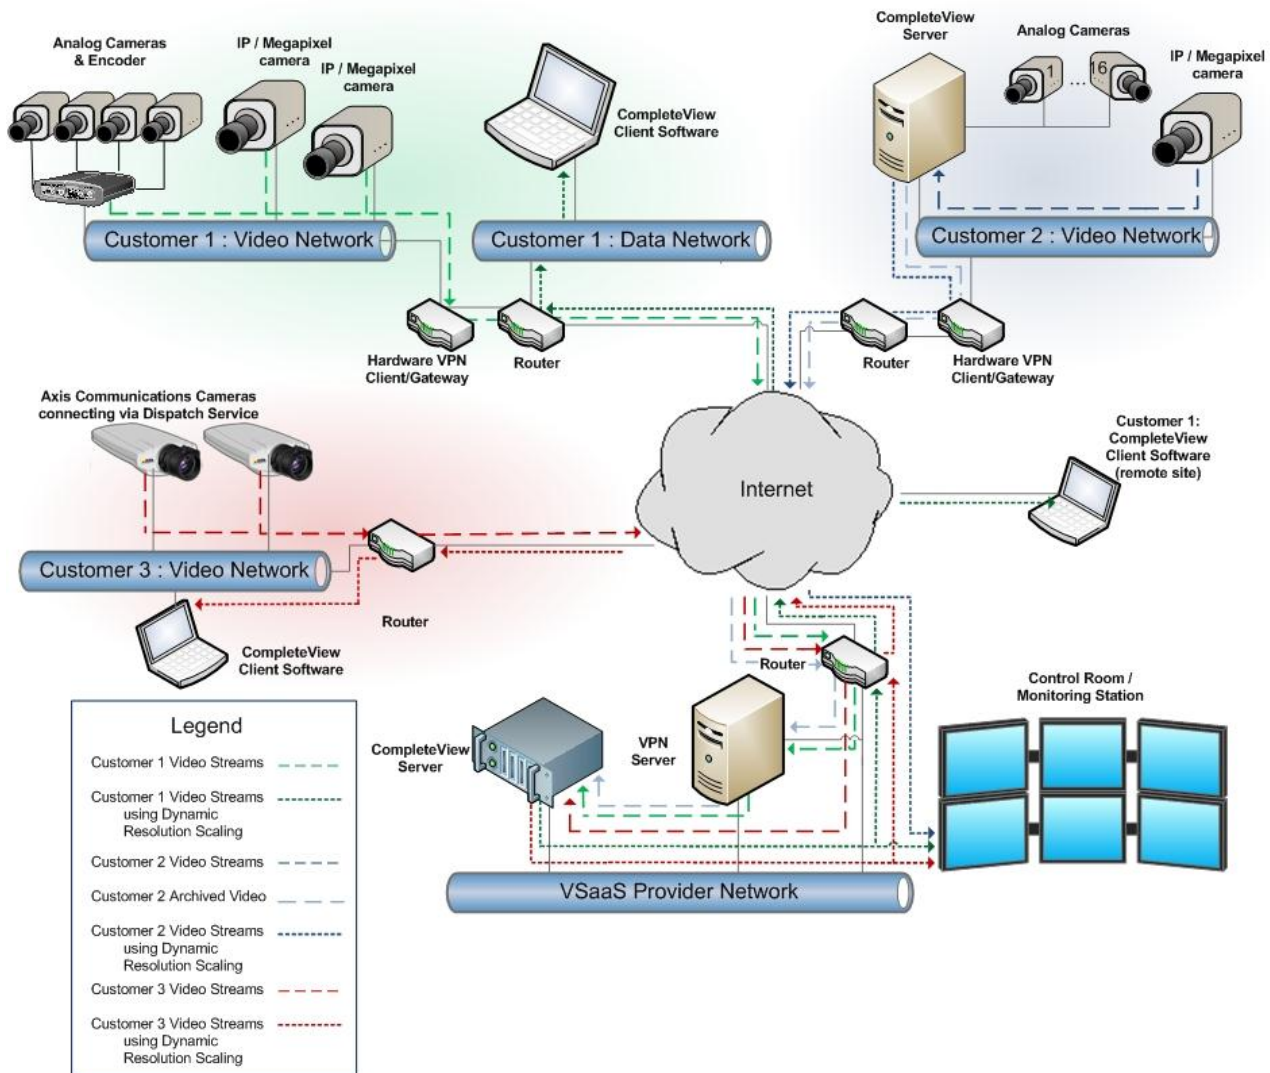 Analog Cameras
& Encoder
IP / Megapixel
camera
IP / Megapixel
camera
CompleteView
Client Software
CompleteView
Server
Analog Cameras
1 ... 16
IP / Megapixel
camera
Customer 1 : Video Network
Customer 1 : Data Network
Customer 2 : Video Network
Hardware VPN
Client/Gateway
Router
Router
Hardware VPN
Client/Gateway
Axis Communications Cameras
connecting via Dispatch Service
Internet
Customer 1:
CompleteView
Client Software
(remote site)
Customer 3 : Video Network
Router
CompleteView
Client Software
Router
Control Room /
Monitoring Station
CompleteView
Server
VPN
Server
VSaaS Provider Network
Legend
Customer 1 Video Streams
Customer 1 Video Streams
using Dynamic
Resolution Scaling
Customer 2 Video Streams
Customer 2 Archived Video
Customer 2 Video Streams
using Dynamic
Resolution Scaling
Customer 3 Video Streams
Customer 3 Video Streams
using Dynamic
Resolution Scaling